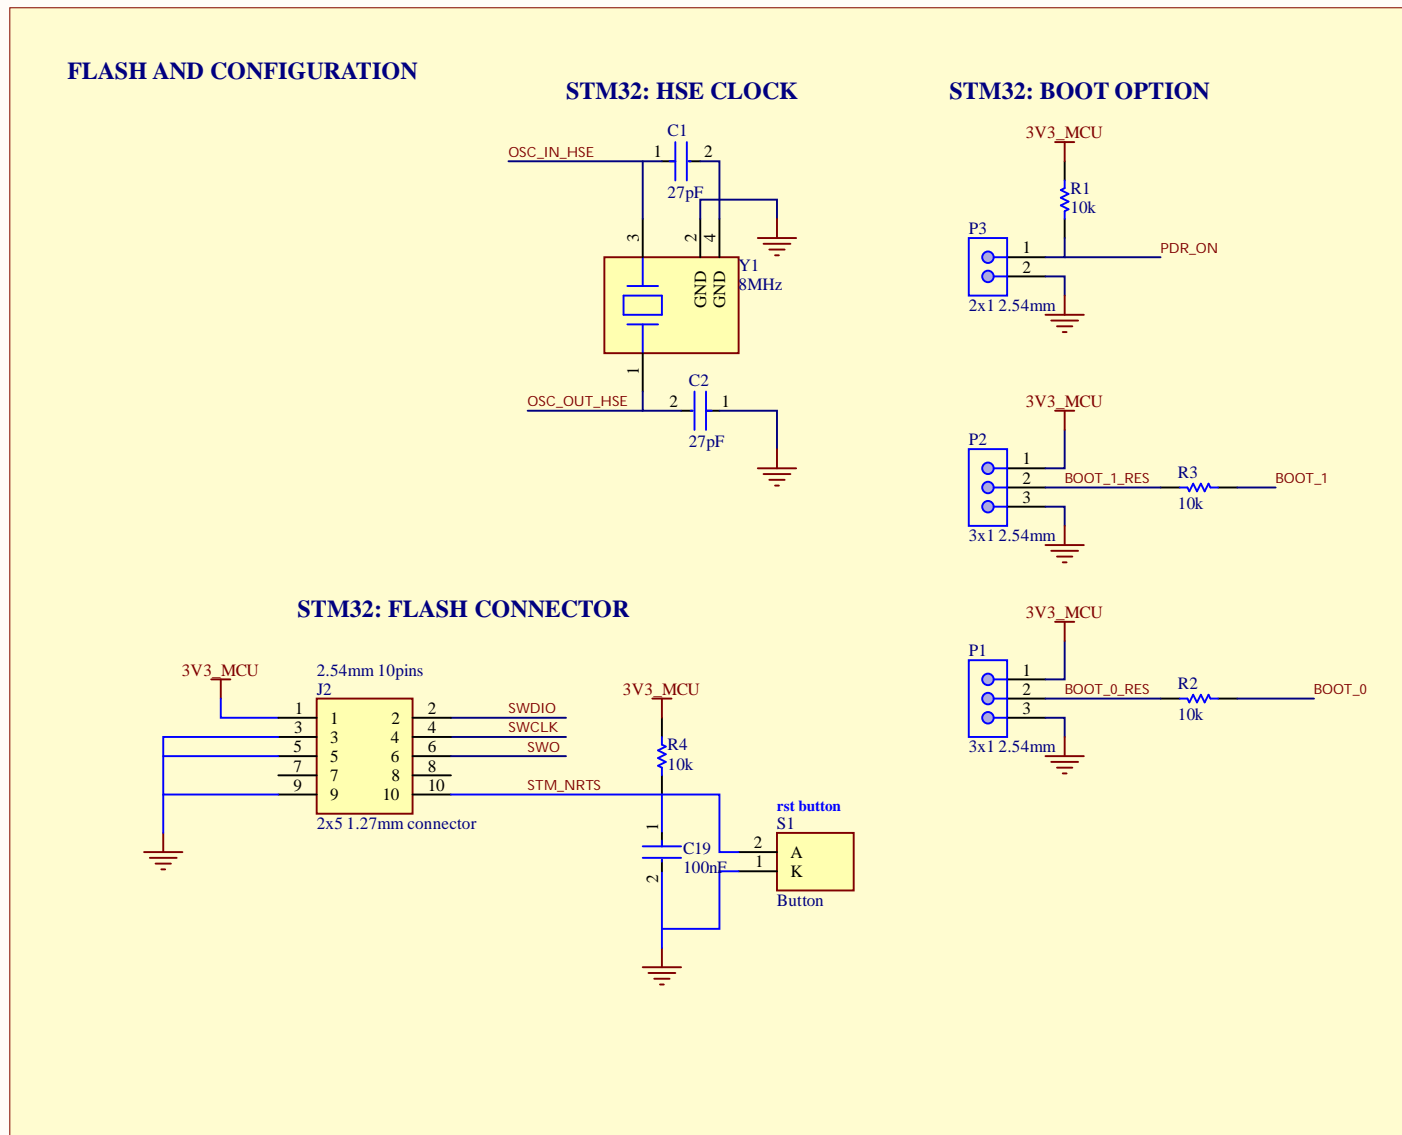 FLASH AND CONFIGURATION
STM32: HSE CLOCK
OSC_IN_HSE
C1
1
2
27pF
3
2
4
GND
GND
Y1
8MHz
1
OSC_OUT_HSE
C2
2
1
27pF
STM32: BOOT OPTION
3V3_MCU
R1
10k
P3
1
2
PDR_ON
2x1 2.54mm
3V3_MCU
P2
1
2
3
BOOT_1_RES
R3
10k
BOOT_1
3x1 2.54mm
3V3_MCU
P1
1
2
3
BOOT_0_RES
R2
10k
BOOT_0
3x1 2.54mm
STM32: FLASH CONNECTOR
3V3_MCU
2.54mm 10pins
J2
1 1 2 2 SWDIO
3 3 4 4 SWCLK
5 5 6 6 SWO
7 7 8 8
9 9 10 10 STM_NRTS
2x5 1.27mm connector
3V3_MCU
R4
10k
1
C19
100nF
2
rst button
S1
2 A
1 K
Button